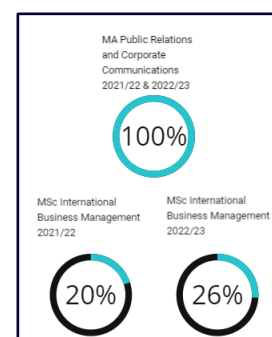 MA Public Relations
and Corporate
Communications
2021/22 & 2022/23
100%
MSc International
Business Management
2021/22
20%
MSc International
Business Management
2022/23
26%